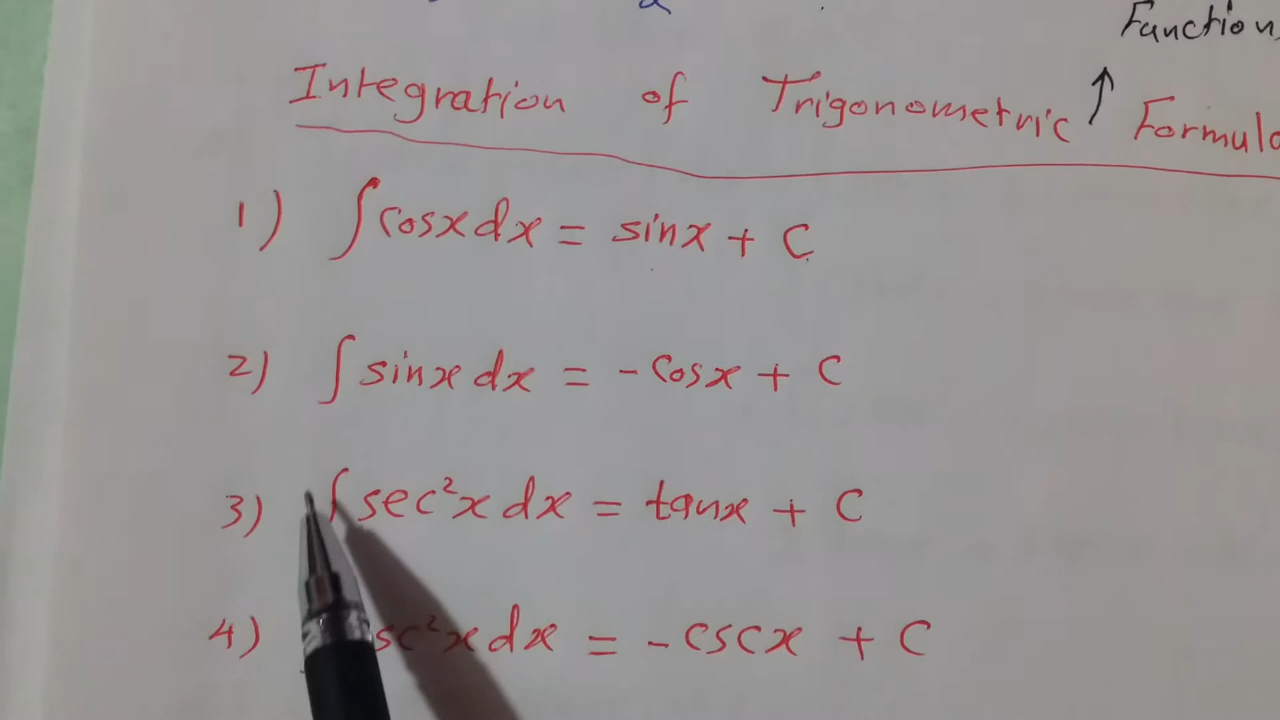 Function
Integration of Trigonometric ↑ Formula
1) ∫cosx dx = sinx + C
2) ∫sinx dx = -cosx + C
3) ∫sec²x dx = tanx + C
4) sc²x dx = -cscx + C